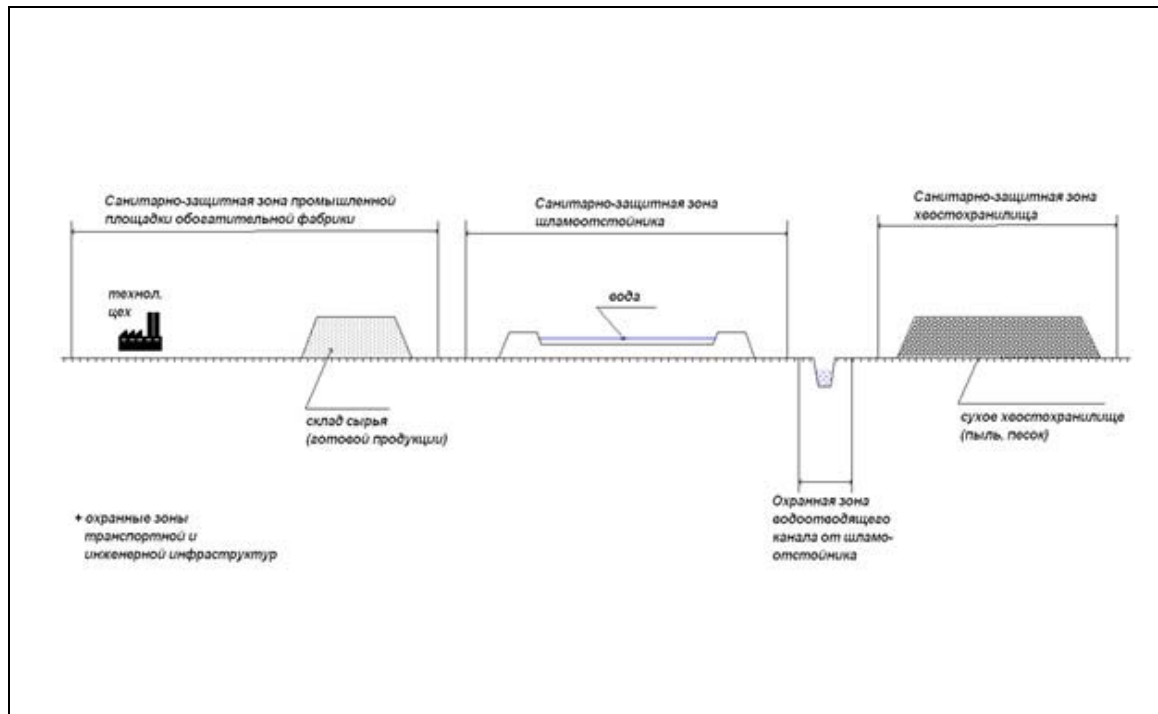 Санитарно-защитная зона промышленной
площадки обогатительной фабрики
Санитарно-защитная зона
шламоотстойника
Санитарно-защитная зона
хвостохранилища
технол.
цех
вода
склад сырья
(готовой продукции)
сухое хвостохранилище
(пыль, песок)
+ охранные зоны
транспортной и
инженерной инфраструктур
Охранная зона
водоотводящего
канала от шламо-
отстойника